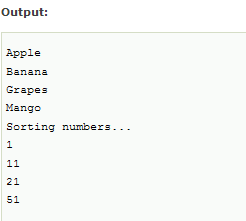 Output:
Apple
Banana
Grapes
Mango
Sorting numbers...
1
11
21
51